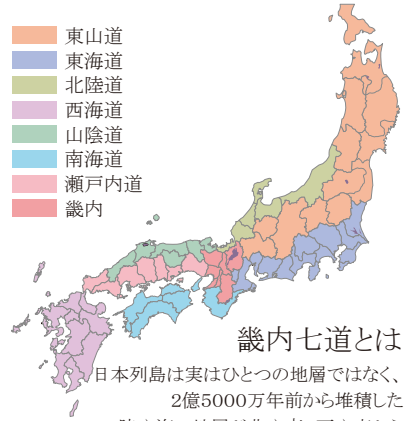 東山道
東海道
北陸道
西海道
山陰道
南海道
瀬戸内道
畿内
畿内七道とは
日本列島は実はひとつの地層ではなく、
2億5000万年前から堆積した